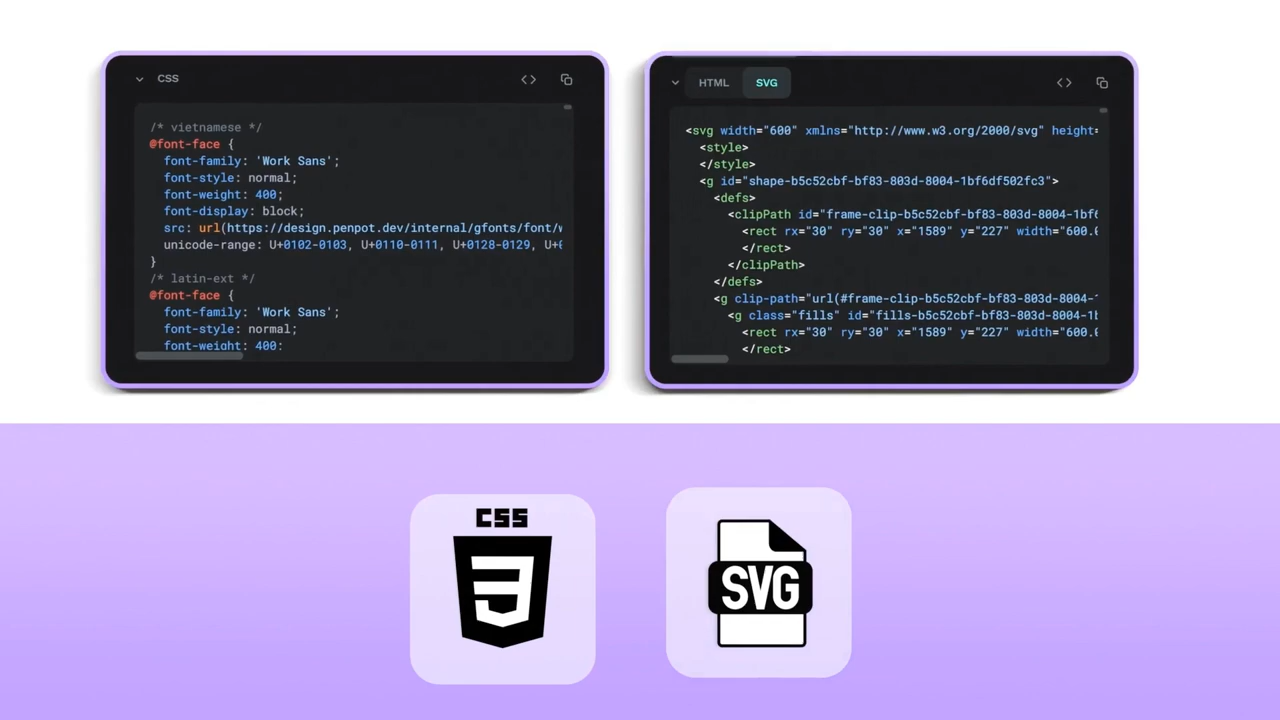 CSS
/* vietnamese */
@font-face {
font-family: 'Work Sans';
font-style: normal;
font-weight: 400;
font-display: block;
src: url(https://design.penpot.dev/internal/gfonts/font/
unicode-range: U+0102-0103, U+0110-0111, U+0128-0129,
}
/* latin-ext */
@font-face {
font-family: 'Work Sans';
font-style: normal;
font-weight: 400;
HTML SVG
<svg width="600" xmlns="http://www.w3.org/2000/svg" height=
<style>
</style>
<g id="shape-b5c52cbf-bf83-803d-8004-1bf6df502fc3">
<defs>
<clipPath id="frame-clip-b5c52cbf-bf83-803d-8004-1bf6
<rect rx="30" ry="30" x="1589" y="227" width="600.0
</rect>
</clipPath>
</defs>
<g clip-path="url(#frame-clip-b5c52cbf-bf83-803d-8004-
<g class="fills" id="fills-b5c52cbf-bf83-803d-8004-1b
<rect rx="30" ry="30" x="1589" y="227" width="600.0
</rect>
CSS
3
SVG